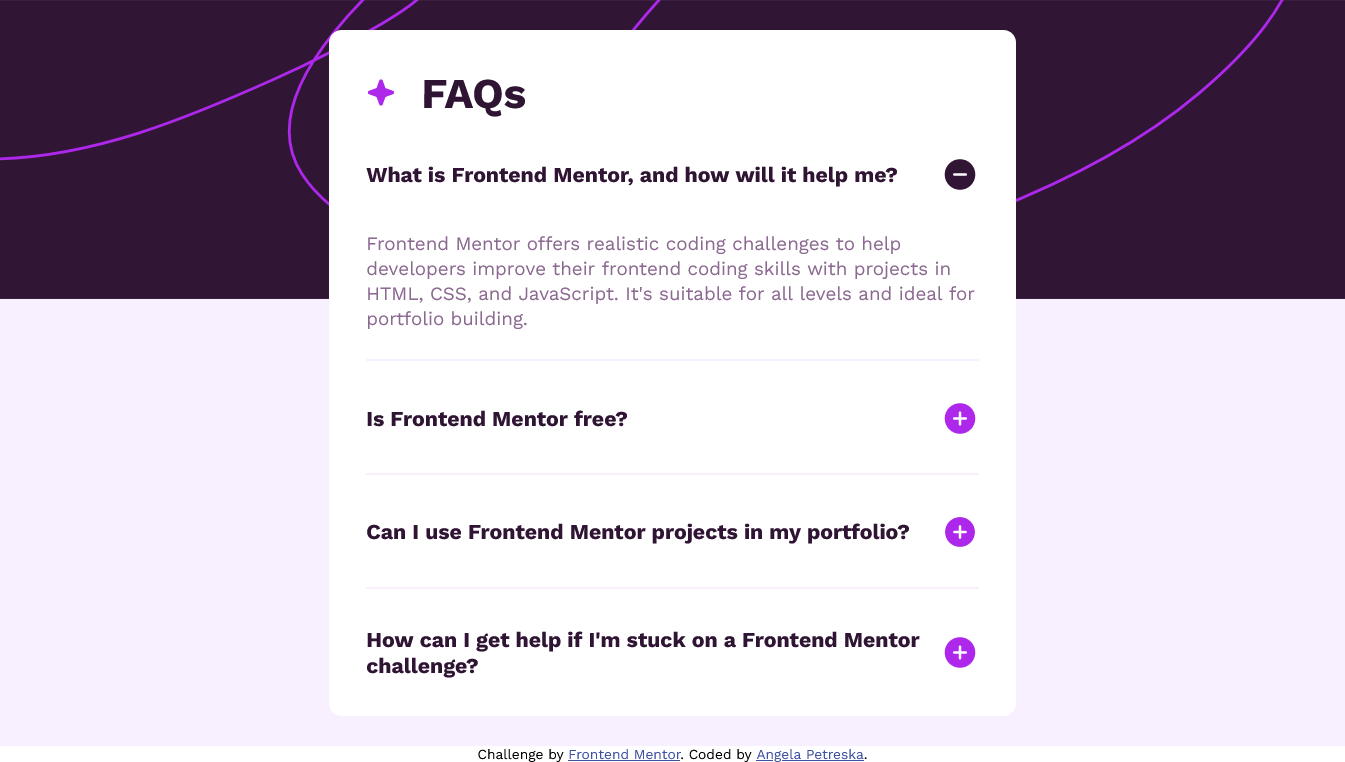 FAQs
What is Frontend Mentor, and how will it help me?
Frontend Mentor offers realistic coding challenges to help
developers improve their frontend coding skills with projects in
HTML, CSS, and JavaScript. It's suitable for all levels and ideal for
portfolio building.
Is Frontend Mentor free?
Can I use Frontend Mentor projects in my portfolio?
How can I get help if I'm stuck on a Frontend Mentor
challenge?
Challenge by Frontend Mentor. Coded by Angela Petreska.